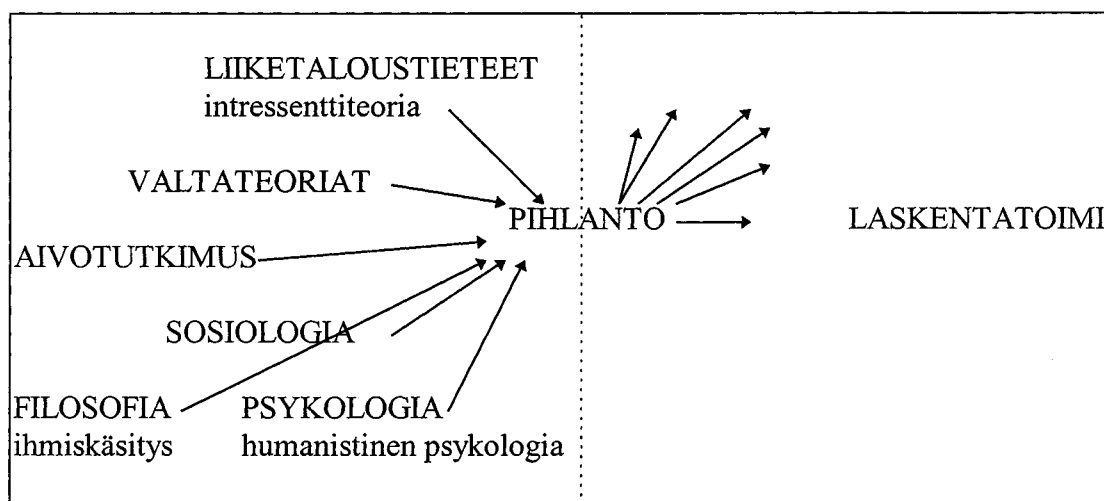 LIIKETALOUSTIETEET
intressenttiteoria
VALTATEORIAT
PIHLANTO
LASKENTATOIMI
AIVOTUTKIMUS
SOSIOLOGIA
FILOSOFIA
ihmiskäsitys
PSYKOLOGIA
humanistinen psykologia